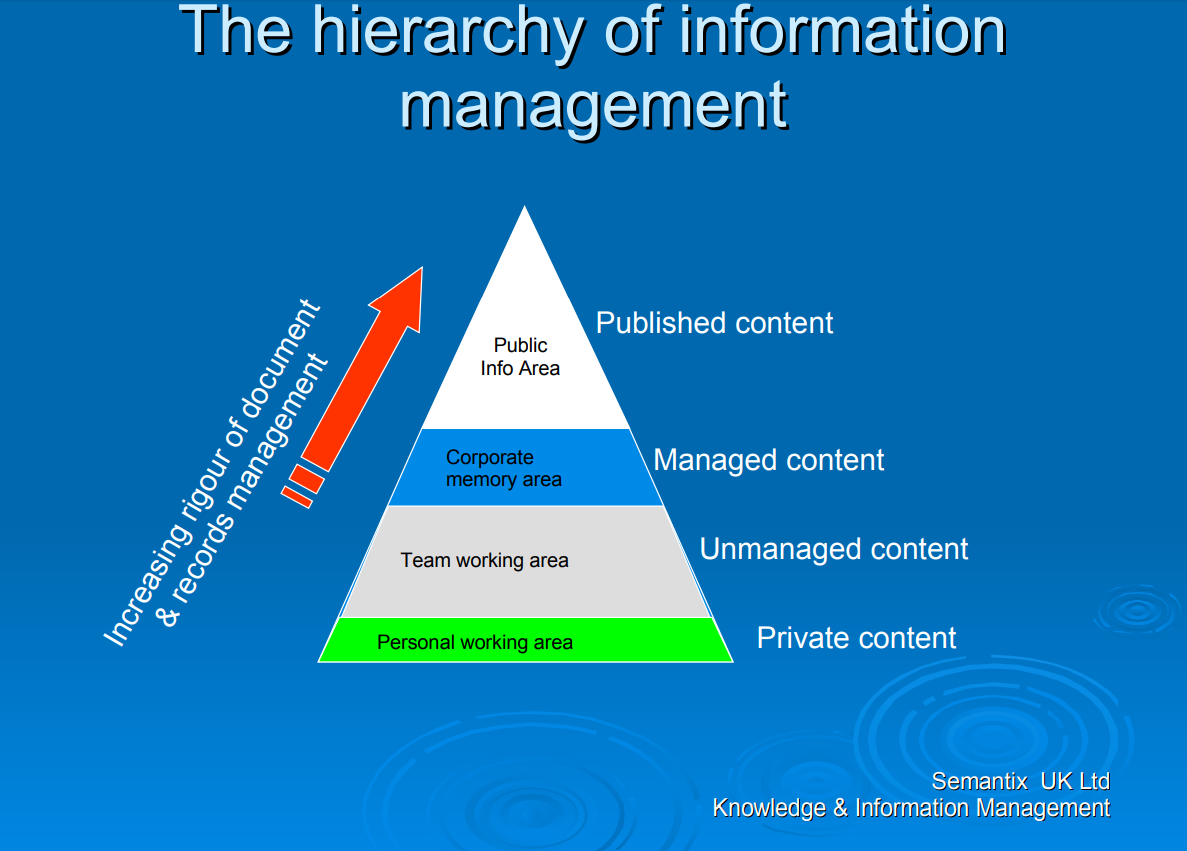 The hierarchy of information
management
Increasing rigour of document
& records management
Public
Info Area
Published content
Corporate
memory area
Managed content
Team working area
Unmanaged content
Personal working area
Private content
Semantix UK Ltd
Knowledge & Information Management